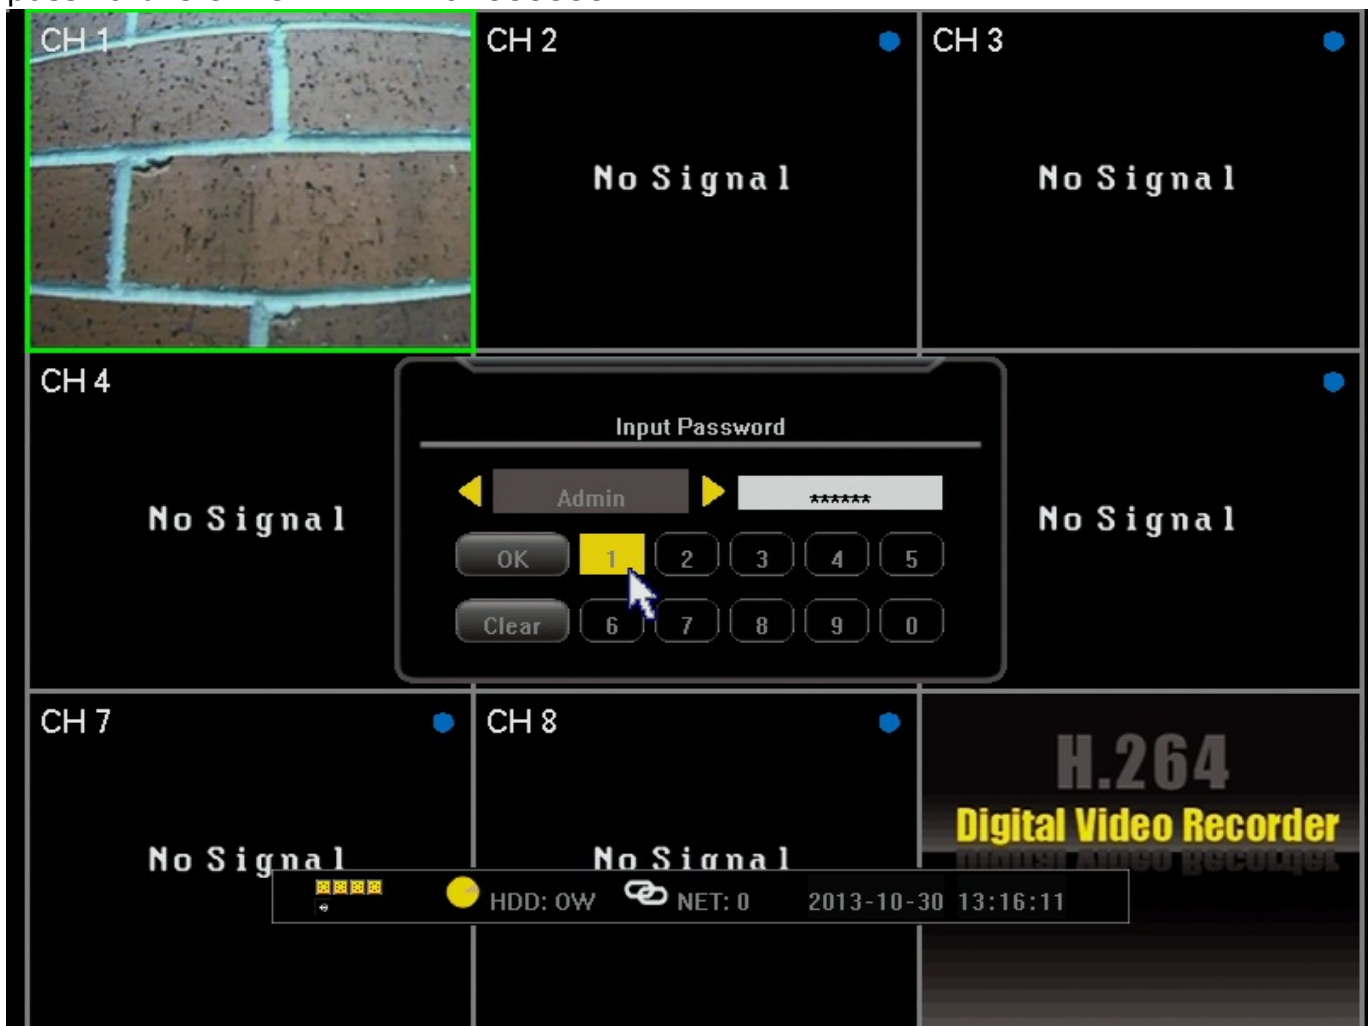 CH 1
CH 2
CH 3
No Signal
No Signal
CH 4
Input Password
Admin
******
No Signal
No Signal
OK
1
2
3
4
5
Clear
6
7
8
9
0
CH 7
CH 8
H.264
Digital Video Recorder
No Signal
No Signal
HDD: OW
NET: 0
2013-10-30 13:16:11